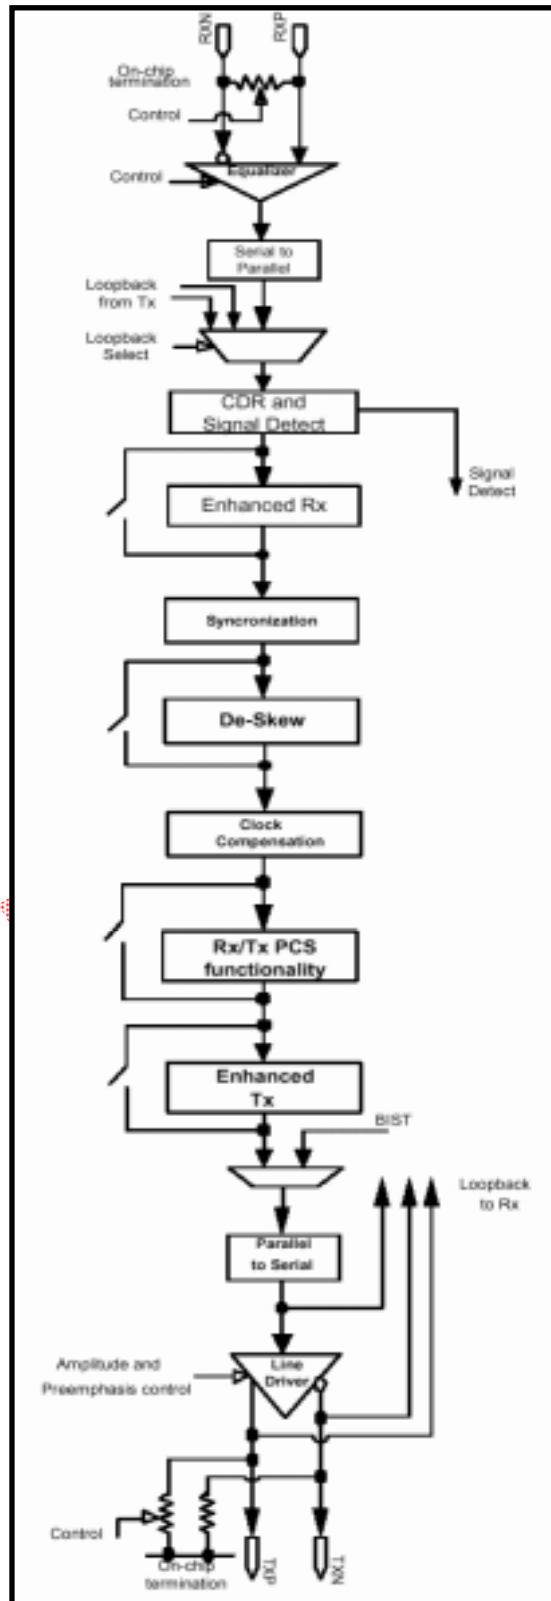 RXN
RXP
On-chip
termination
Control
Equalizer
Control
Serial to
Parallel
Loopback
from Tx
Loopback
Select
CDR and
Signal Detect
Signal
Detect
Enhanced Rx
Syncronization
De-Skew
Clock
Compensation
Rx/Tx PCS
functionality
Enhanced
Tx
BIST
Loopback
to Rx
Parallel
to Serial
Amplitude and
Preemphasis control
Line
Driver
Control
On-chip
termination
TXP
TXN